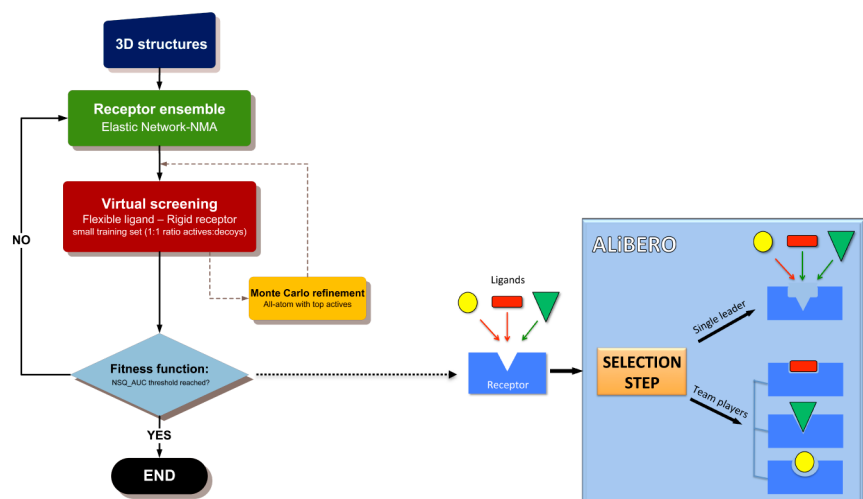 3D structures
Receptor ensemble
Elastic Network-NMA
Virtual screening
Flexible ligand – Rigid receptor
small training set (1:1 ratio actives:decoys)
NO
Monte Carlo refinement
All-atom with top actives
Fitness function:
NSQ_AUC threshold reached?
YES
END
Ligands
Receptor
ALiBERO
SELECTION
STEP
Single leader
Team players